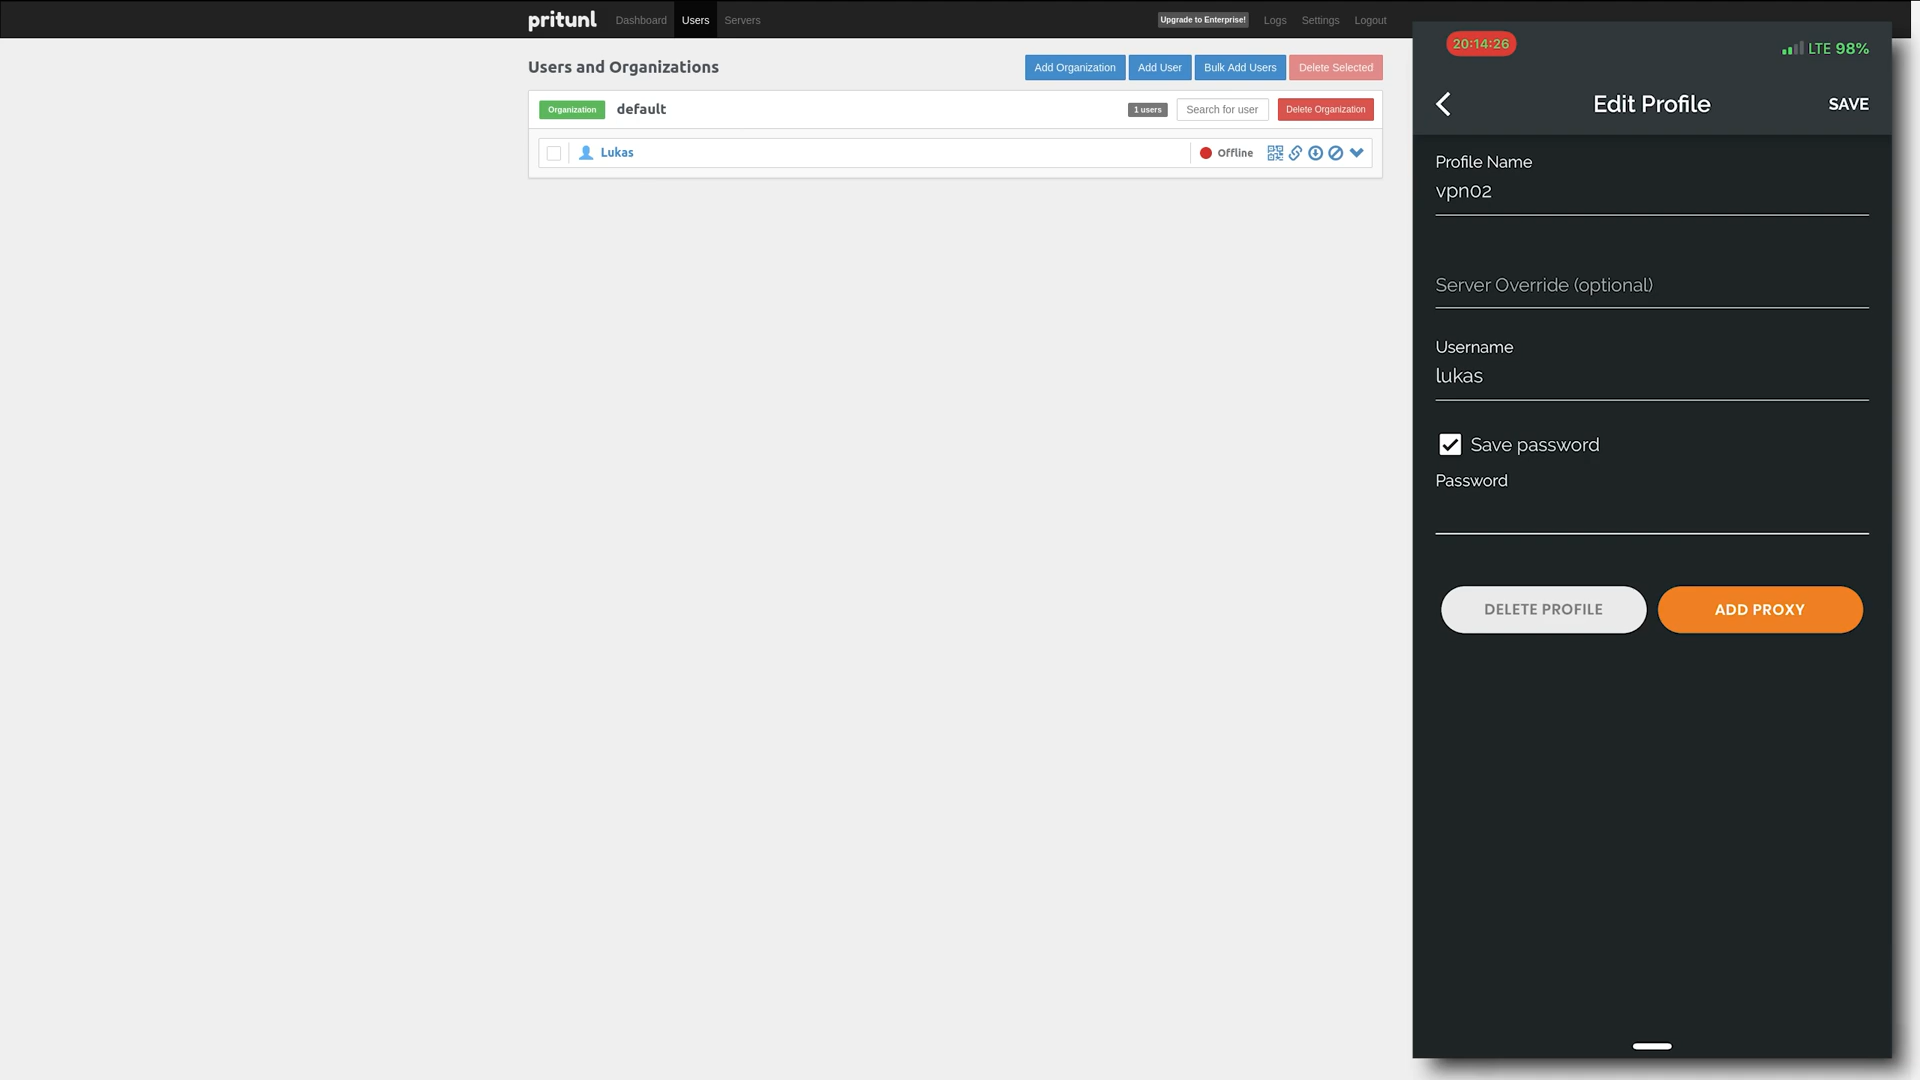 pritunl Dashboard Users Servers Upgrade to Enterprise! Logs Settings Logout
Users and Organizations Add Organization Add User Bulk Add Users Delete Selected
Organization default 1 users Search for user Delete Organization
Lukas Offline
20:14:26 LTE 98%
Edit Profile SAVE
Profile Name
vpn02
Server Override (optional)
Username
lukas
Save password
Password
DELETE PROFILE ADD PROXY